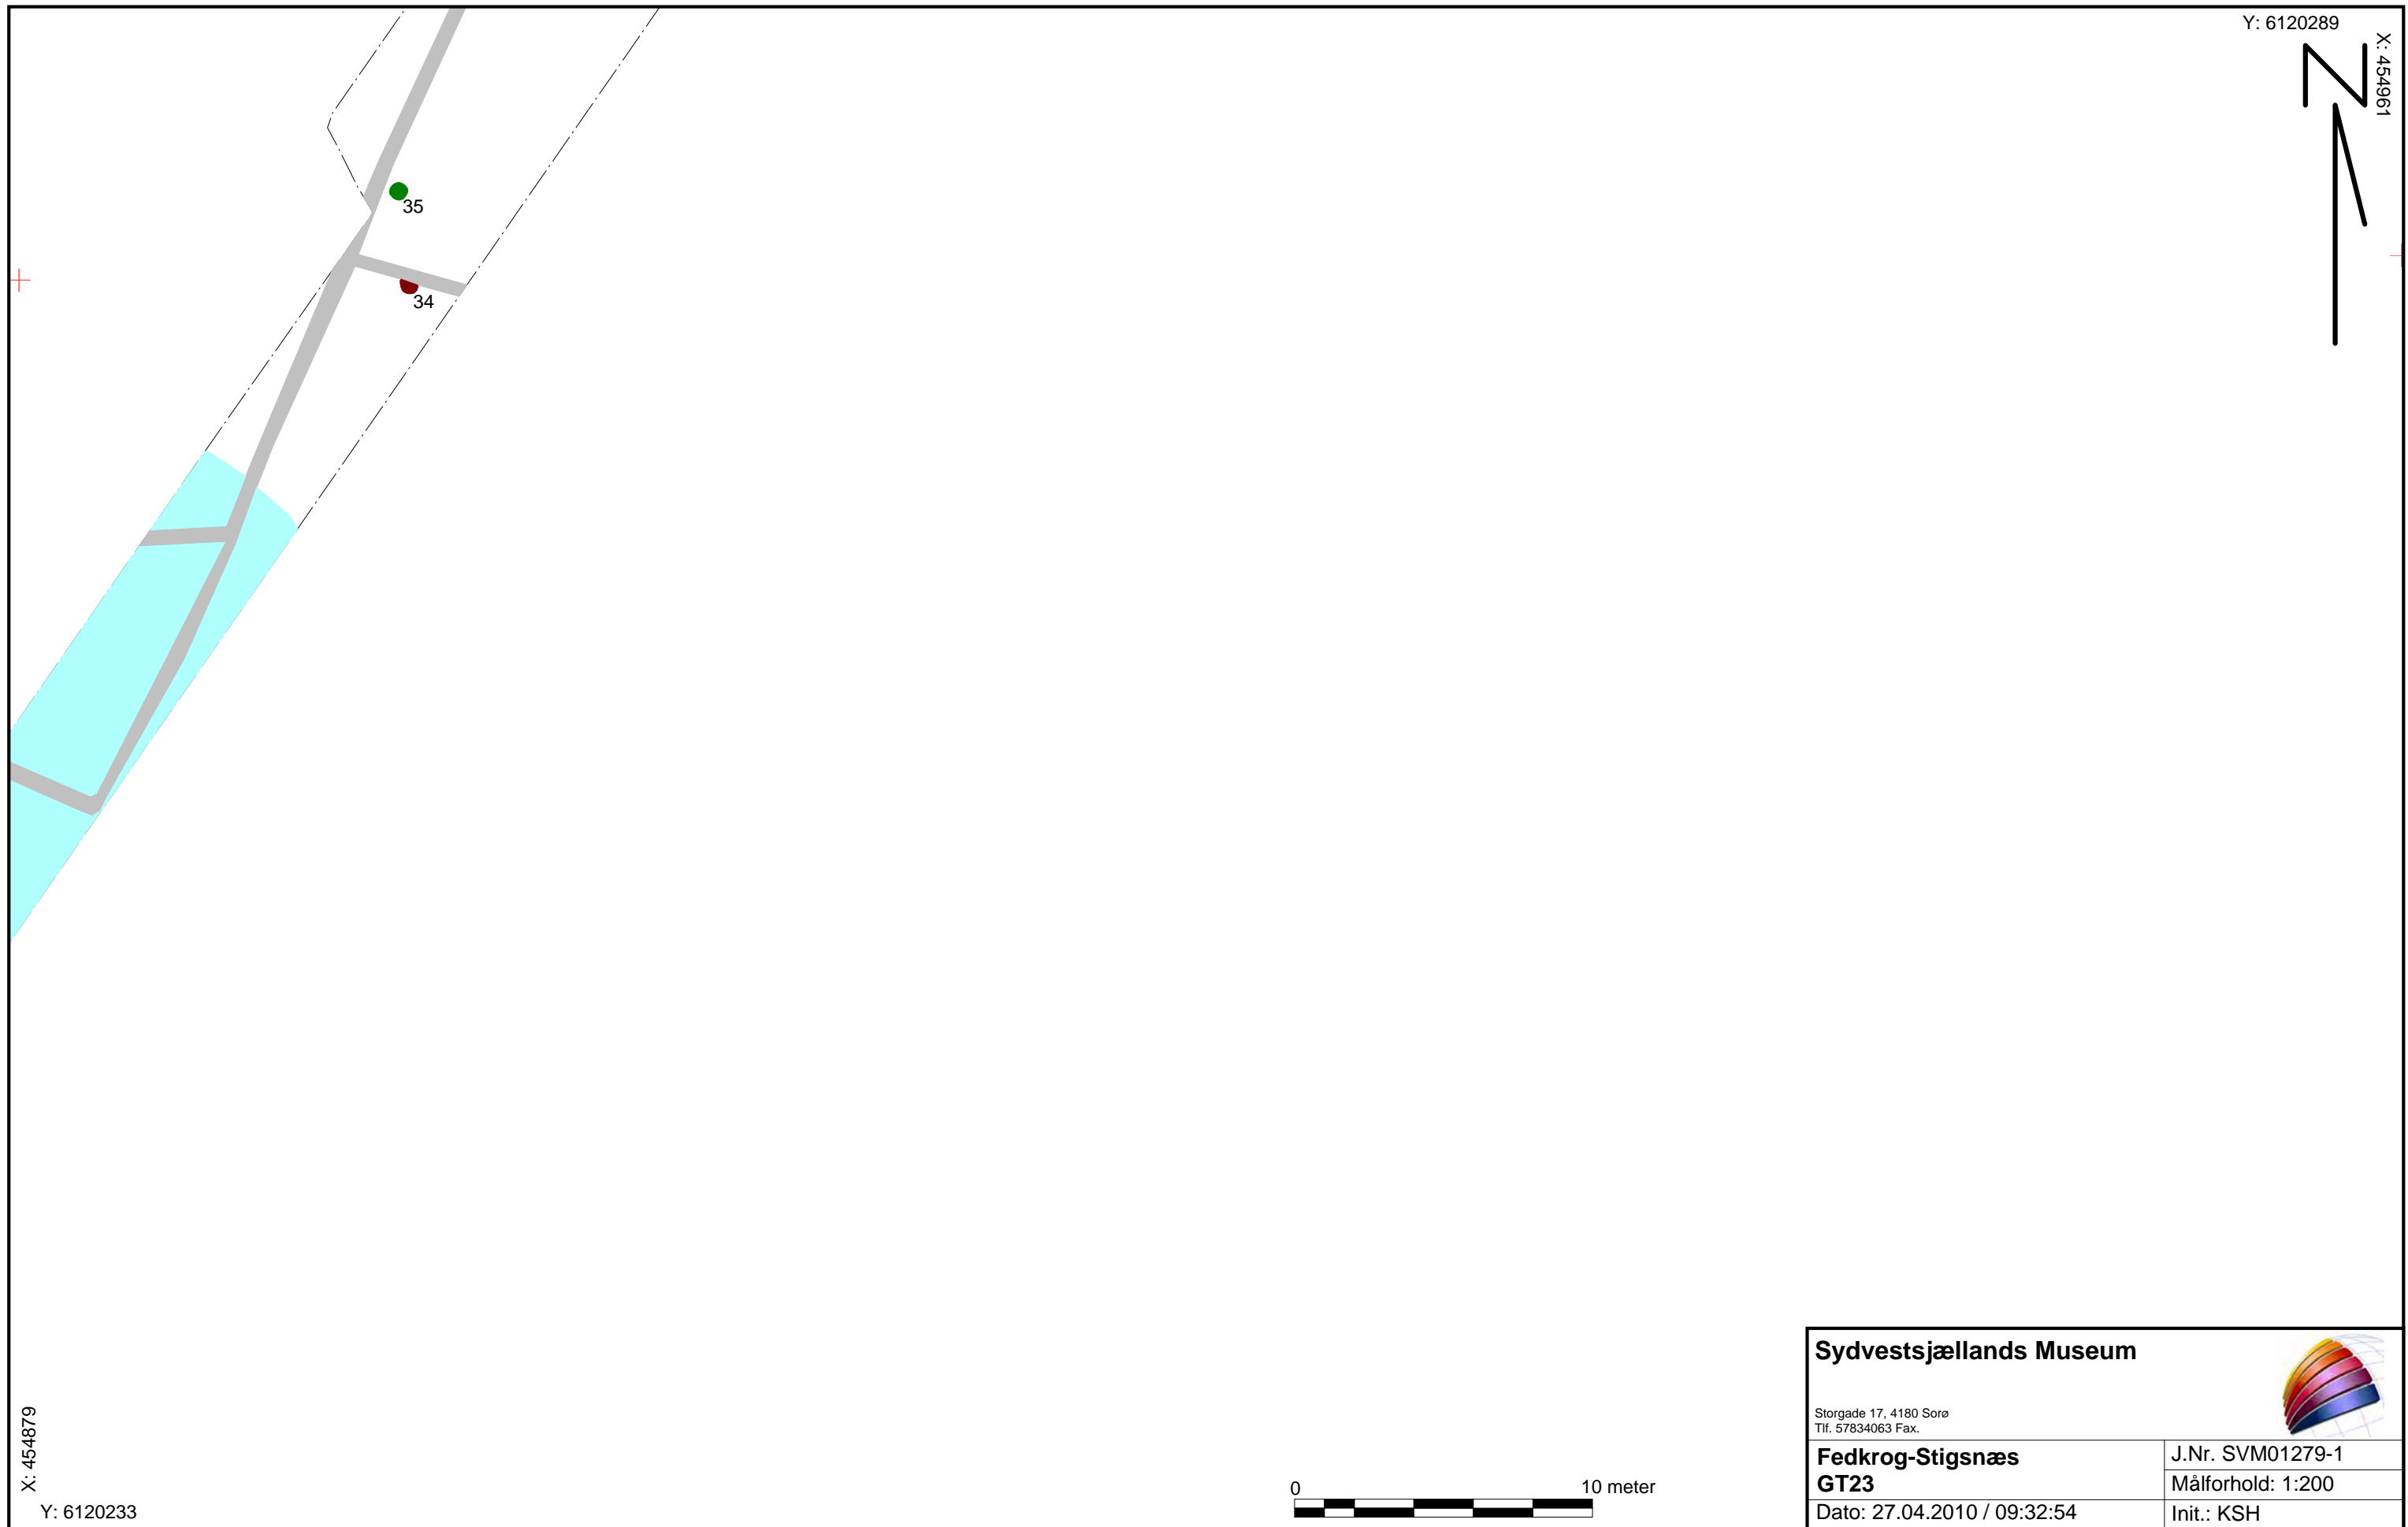 Y: 6120289
X: 454961
35
34
X: 454879
Y: 6120233
0
10 meter
Sydvestsjællands Museum
Storgade 17, 4180 Sorø
Tlf. 57834063 Fax.
Fedkrog-Stigsnæs
GT23
J.Nr. SVM01279-1
Målforhold: 1:200
Dato: 27.04.2010 / 09:32:54
Init.: KSH